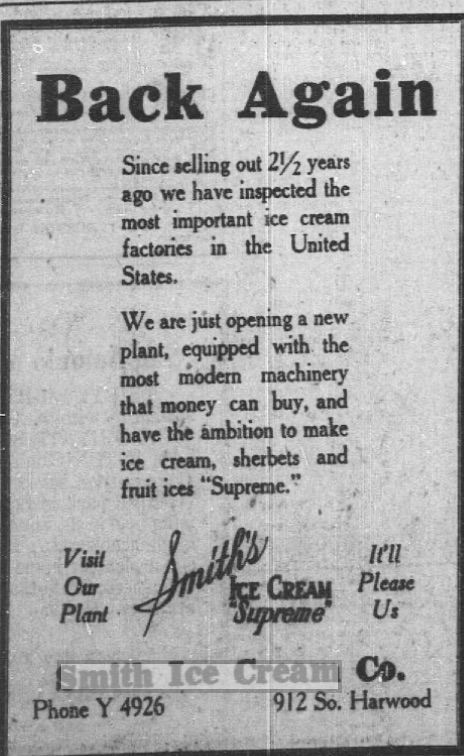 Back Again
Since selling out 2½ years
ago we have inspected the
most important ice cream
factories in the United
States.
We are just opening a new
plant, equipped with the
most modern machinery
that money can buy, and
have the ambition to make
ice cream, sherbets and
fruit ices "Supreme."
Visit
Our
Plant
Smith's
ICE CREAM
"Supreme"
It'll
Please
Us
Smith Ice Cream Co.
Phone Y 4926 912 So. Harwood